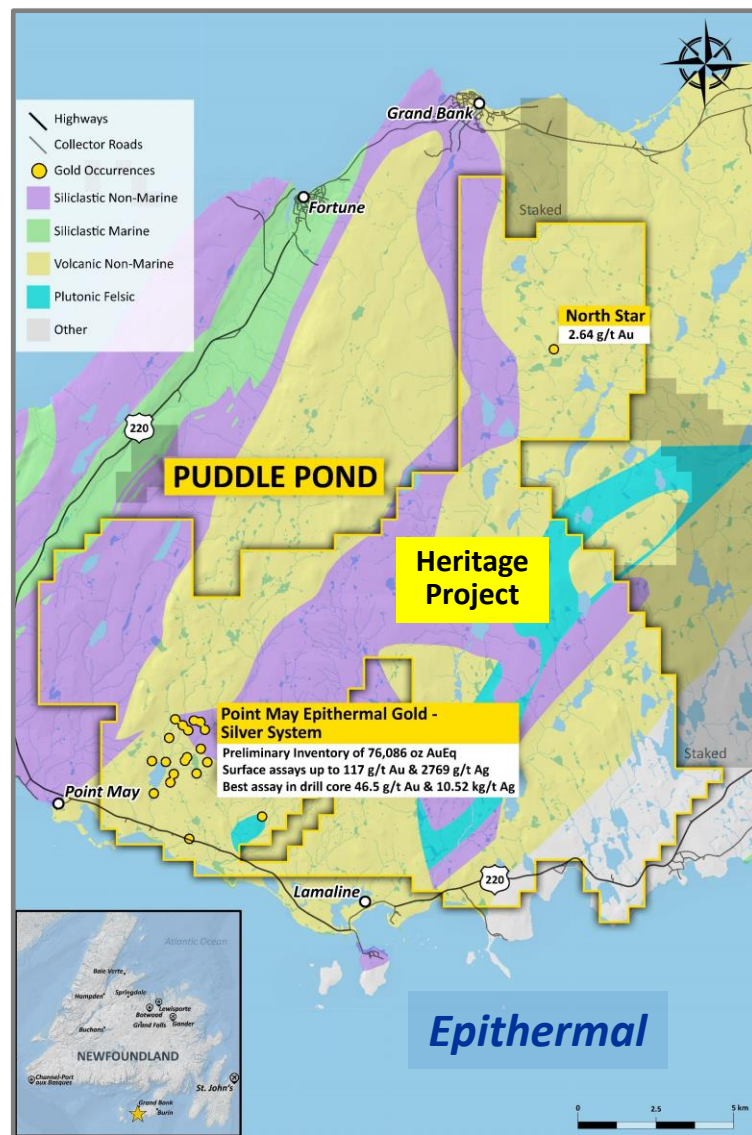 Highways
Collector Roads
Gold Occurrences
Siliclastic Non-Marine
Siliclastic Marine
Volcanic Non-Marine
Plutonic Felsic
Other
Grand Bank
Fortune
Staked
North Star
2.64 g/t Au
220
PUDDLE POND
Heritage
Project
Point May Epithermal Gold -
Silver System
Preliminary Inventory of 76,086 oz AuEq
Surface assays up to 117 g/t Au & 2769 g/t Ag
Best assay in drill core 46.5 g/t Au & 10.52 kg/t Ag
Staked
Point May
220
Lamaline
Epithermal
Atlantic Ocean
Baie Verte
Hampden
Springdale
Lewisporte
Botwood
Buchans
Grand Falls
Gander
NEWFOUNDLAND
Channel-Port
aux Basques
St. John's
Grand Bank
Burin
0 2.5 5 km